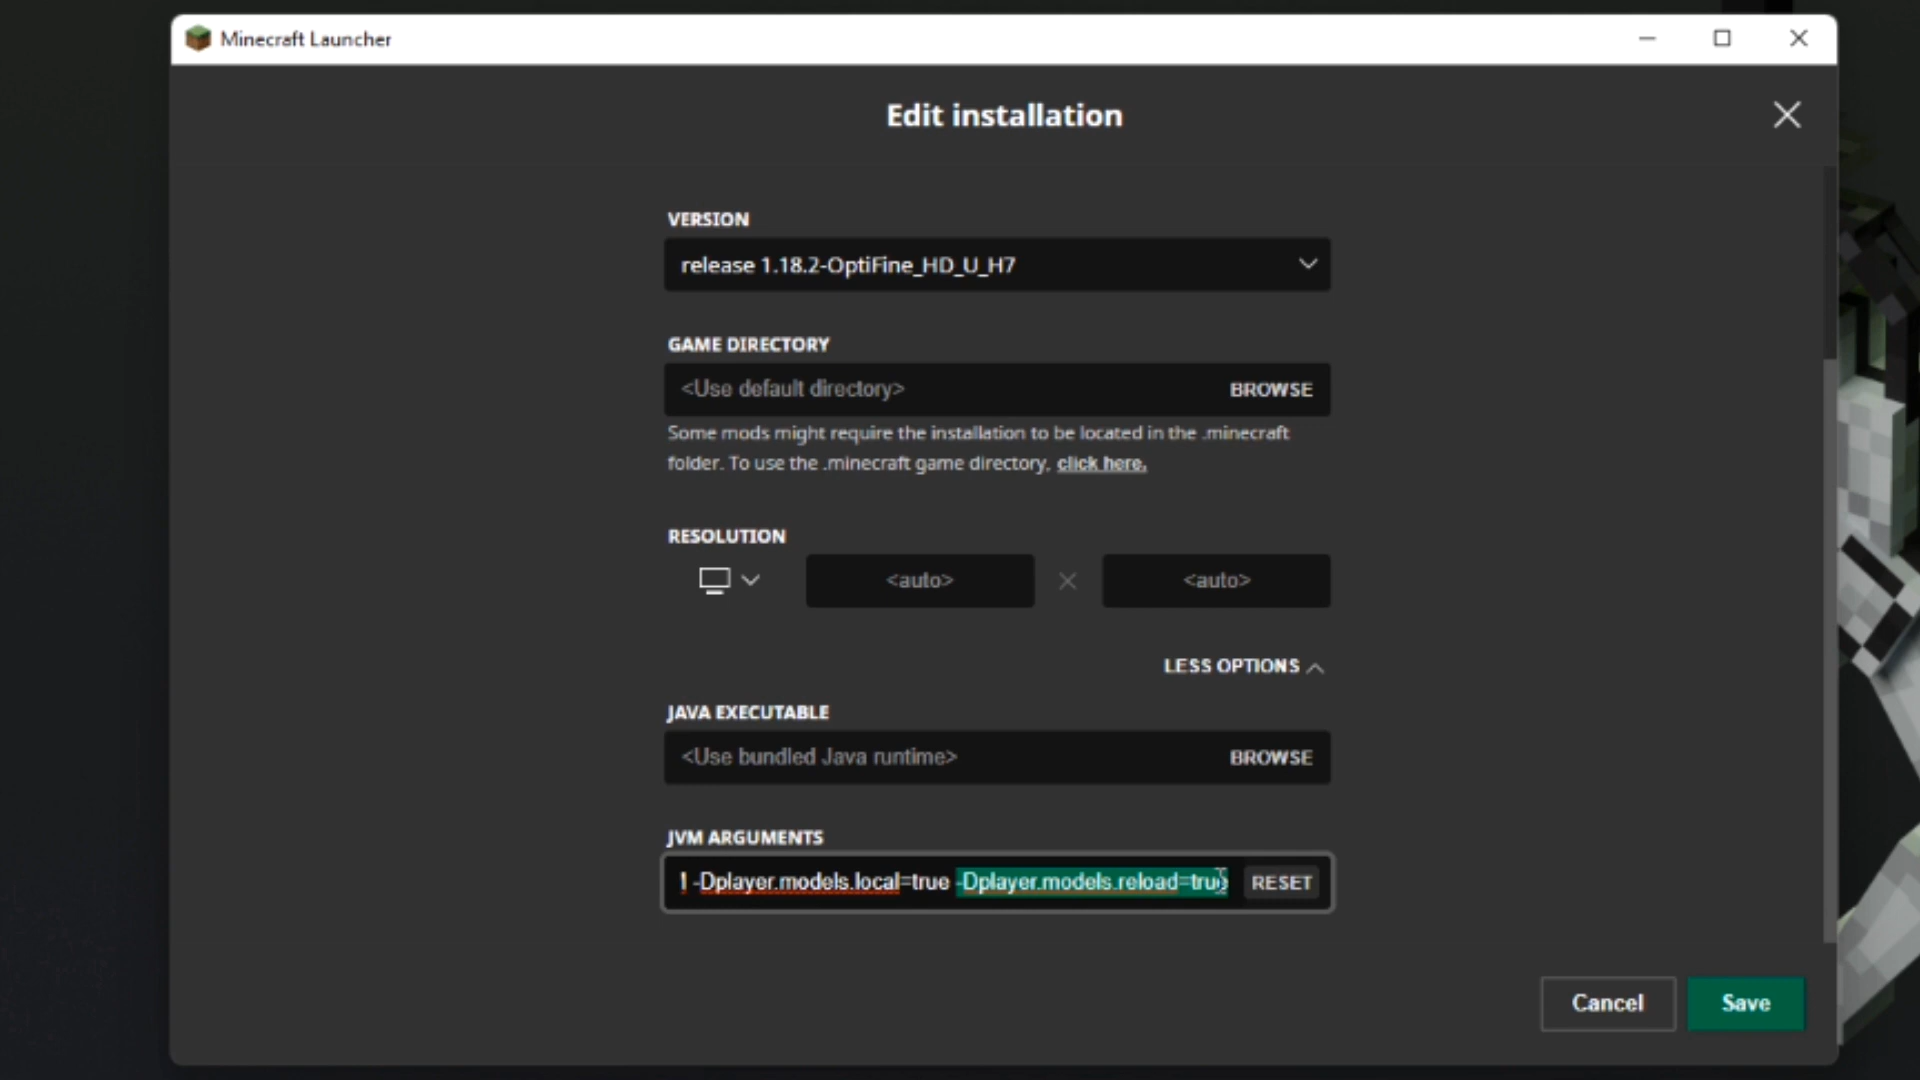 Minecraft Launcher
Edit installation
VERSION
release 1.18.2-OptiFine_HD_U_H7
GAME DIRECTORY
<Use default directory> BROWSE
Some mods might require the installation to be located in the .minecraft
folder. To use the .minecraft game directory, click here.
RESOLUTION
<auto> <auto>
LESS OPTIONS
JAVA EXECUTABLE
<Use bundled Java runtime> BROWSE
JVM ARGUMENTS
-Dplayer.models.local=true -Dplayer.models.reload=true RESET
Cancel Save